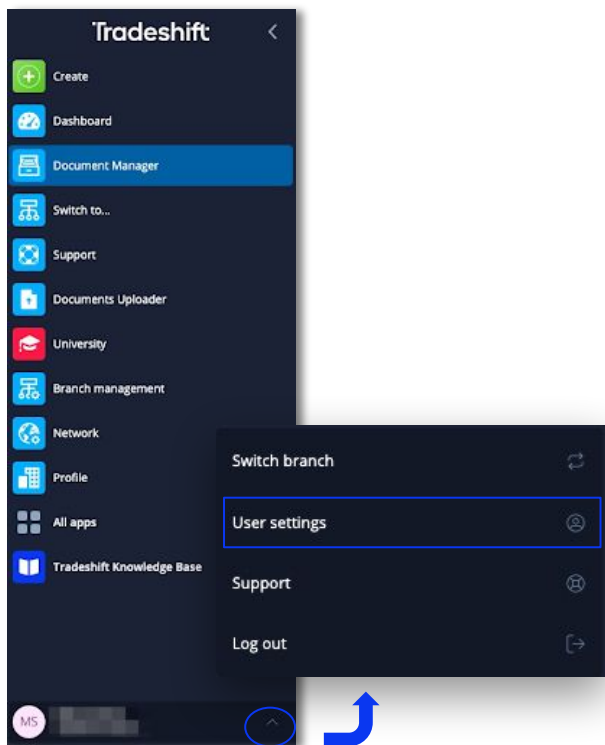 Tradeshift
Create
Dashboard
Document Manager
Switch to...
Support
Documents Uploader
University
Branch management
Network
Profile
All apps
Tradeshift Knowledge Base
Switch branch
User settings
Support
Log out
MS